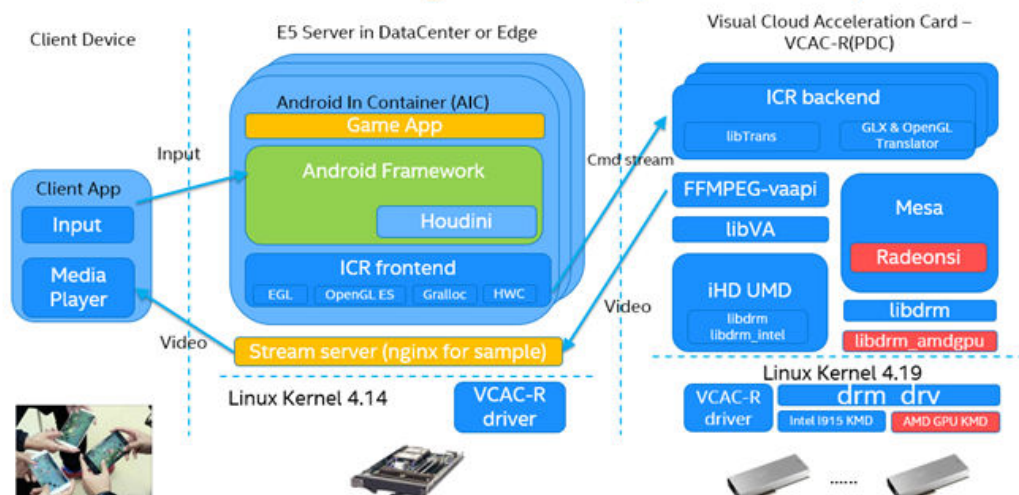 Client Device
E5 Server in DataCenter or Edge
Visual Cloud Acceleration Card –
VCAC-R(PDC)
Android In Container (AIC)
Game App
Android Framework
Houdini
ICR frontend
EGL
OpenGL ES
Gralloc
HWC
Input
Cmd stream
Client App
Input
Media
Player
Video
Video
Stream server (nginx for sample)
Linux Kernel 4.14
VCAC-R
driver
ICR backend
libTrans
GLX & OpenGL
Translator
FFMPEG-vaapi
libVA
iHD UMD
libdrm
libdrm_intel
Mesa
Radeonsi
libdrm
libdrm_amdgpu
Linux Kernel 4.19
VCAC-R
driver
drm drv
Intel I915 KMD
AMD GPU KMD
......